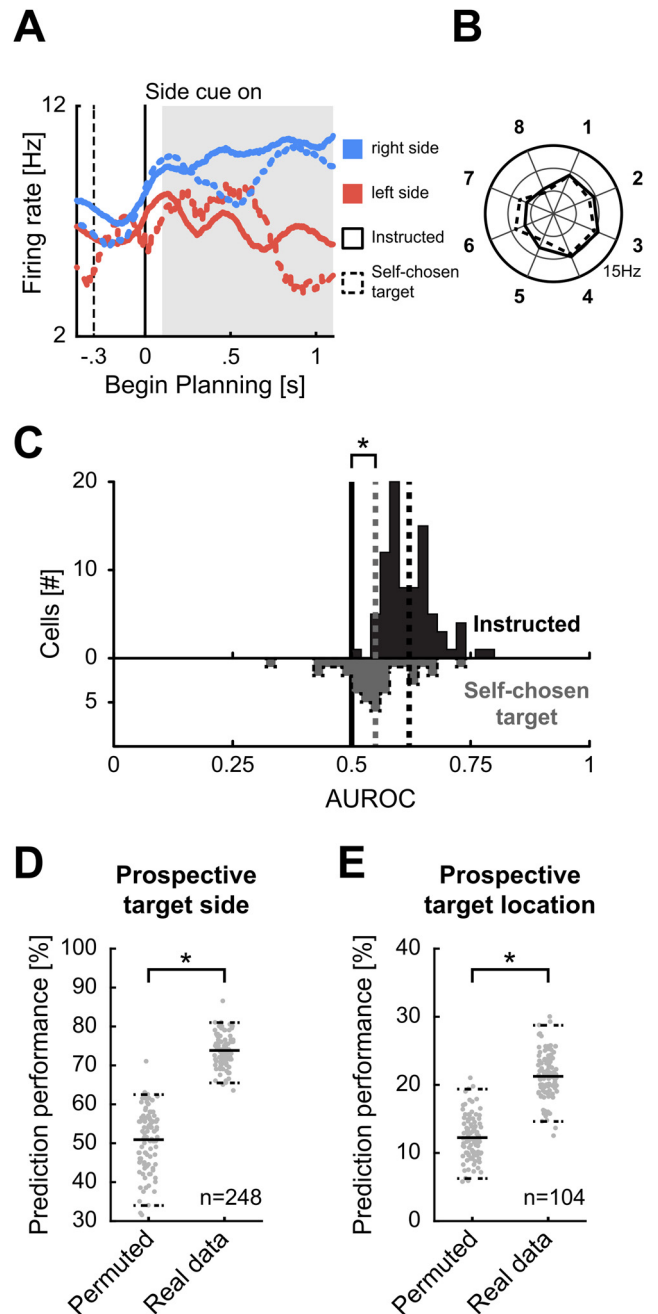 A
Side cue on
12
Firing rate [Hz]
2
-.3
0
.5
1
Begin Planning [s]
right side
left side
Instructed
Self-chosen
target
B
8
1
7
2
6
3
5
4
15Hz
C
*
20
10
0
5
Cells [#]
Instructed
Self-chosen
target
0
0.25
0.5
0.75
1
AUROC
D
Prospective
target side
Prediction performance [%]
100
90
80
70
60
50
40
30
*
n=248
Permuted
Real data
E
Prospective
target location
Prediction performance [%]
40
30
20
10
0
*
n=104
Permuted
Real data